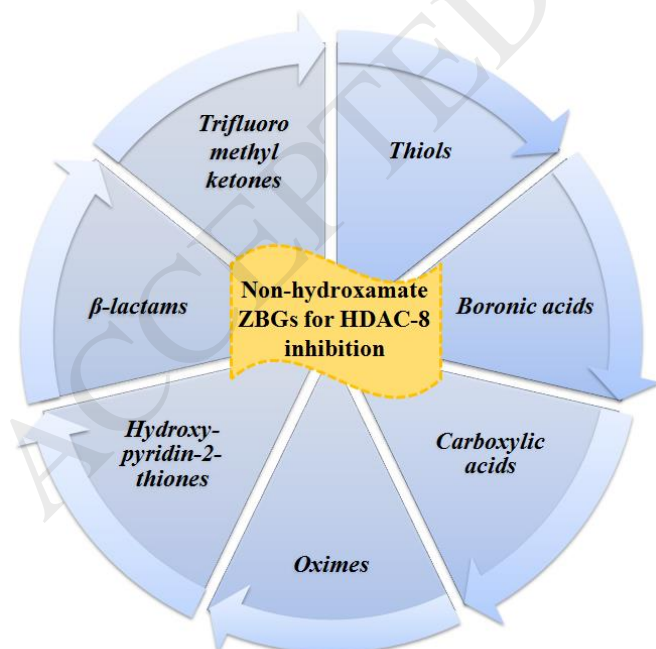 ACCEPTED
Trifluoro
methyl
ketones
Thiols
β-lactams
Non-hydroxamate
ZBGs for HDAC-8
inhibition
Boronic acids
Hydroxy-
pyridin-2-
thiones
Carboxylic
acids
Oximes